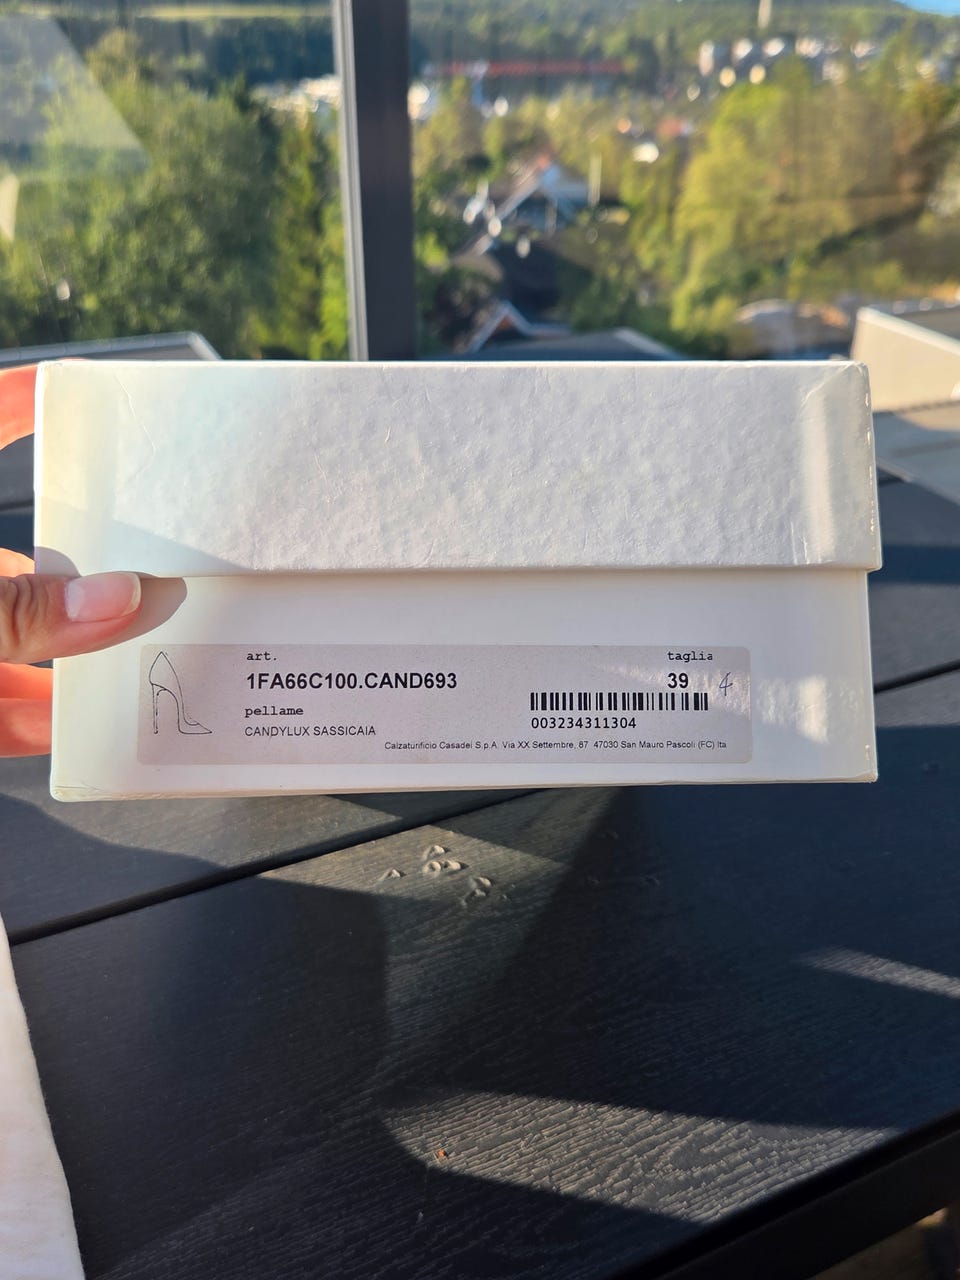 art.
taglia
1FA66C100.CAND693
39 4
pellame
CANDYLUX SASSICAIA
003234311304
Calzaturificio Casadei S.p.A. Via XX Settembre, 87 47030 San Mauro Pascoli (FC) Ita